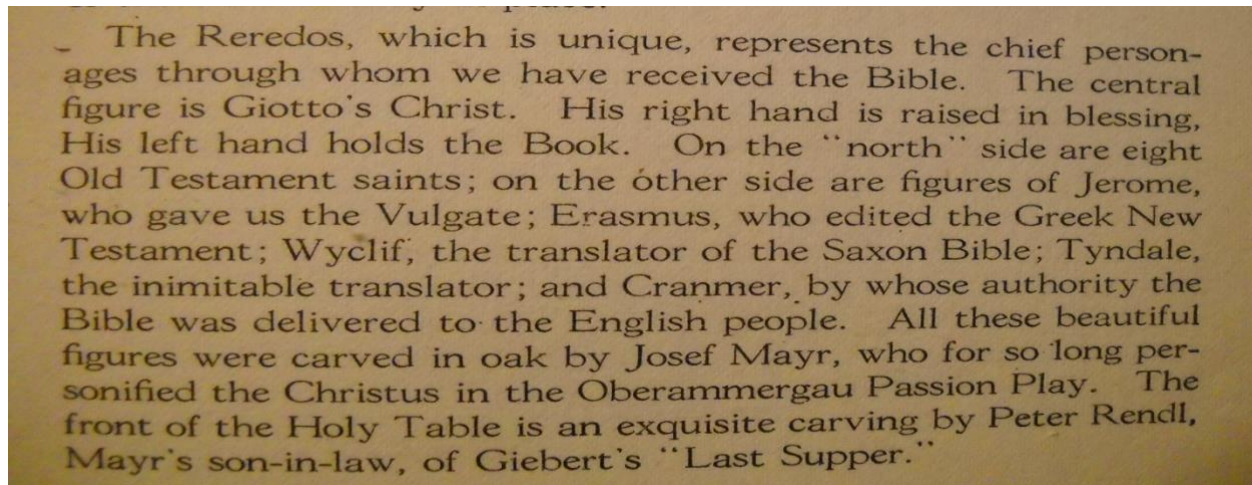 The Reredos, which is unique, represents the chief person-
ages through whom we have received the Bible. The central
figure is Giotto's Christ. His right hand is raised in blessing,
His left hand holds the Book. On the "north" side are eight
Old Testament saints; on the other side are figures of Jerome,
who gave us the Vulgate; Erasmus, who edited the Greek New
Testament; Wyclif, the translator of the Saxon Bible; Tyndale,
the inimitable translator; and Cranmer, by whose authority the
Bible was delivered to the English people. All these beautiful
figures were carved in oak by Josef Mayr, who for so long per-
sonified the Christus in the Oberammergau Passion Play. The
front of the Holy Table is an exquisite carving by Peter Rendl,
Mayr's son-in-law, of Giebert's "Last Supper."